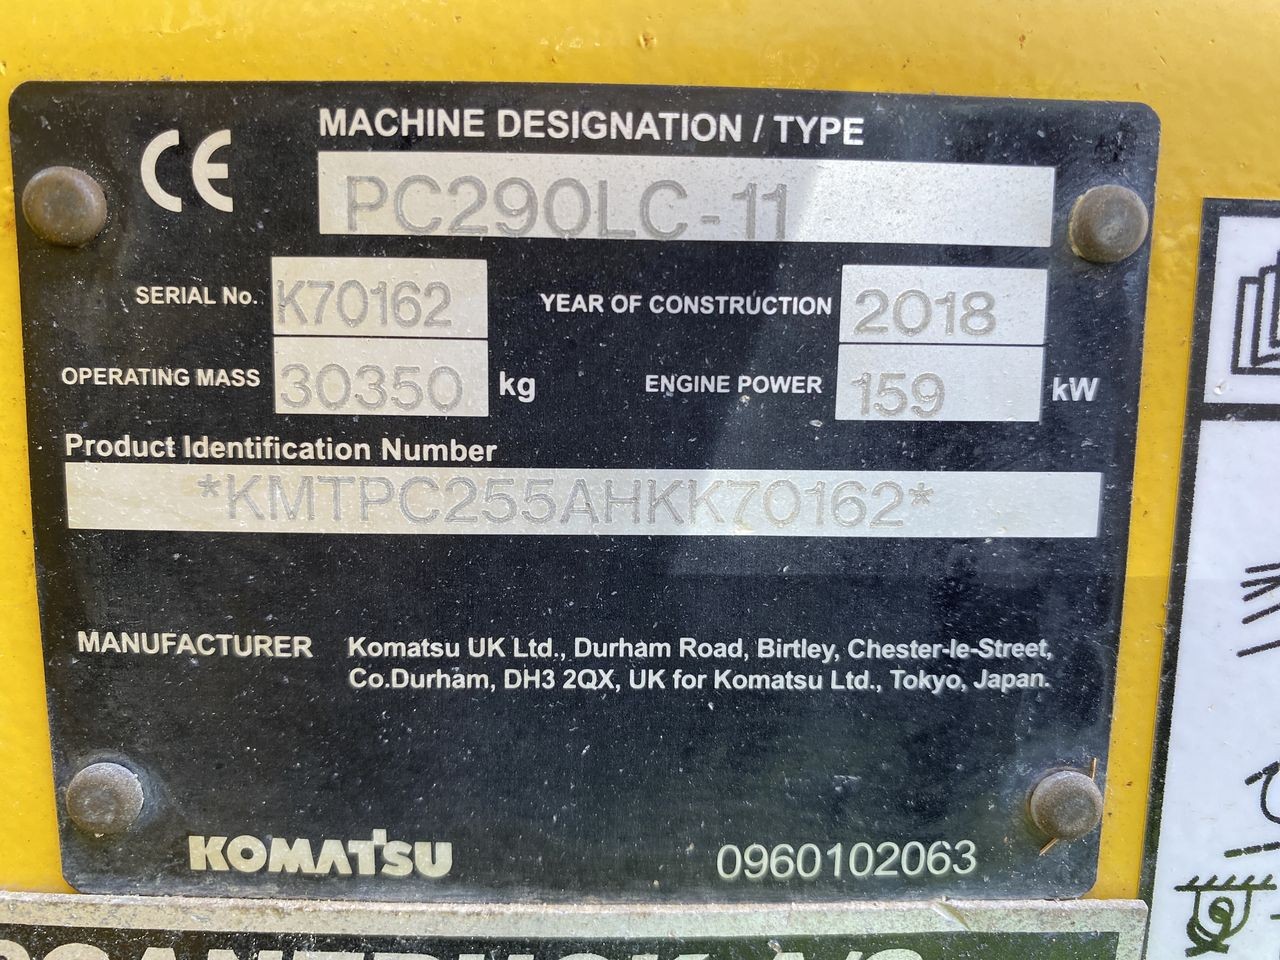 CE
MACHINE DESIGNATION / TYPE
PC290LC-11
SERIAL No. K70162 YEAR OF CONSTRUCTION 2018
OPERATING MASS 30350 kg ENGINE POWER 159 kW
Product Identification Number
*KMTPC255AHKK70162*
MANUFACTURER Komatsu UK Ltd., Durham Road, Birtley, Chester-le-Street,
Co.Durham, DH3 2QX, UK for Komatsu Ltd., Tokyo, Japan.
KOMATSU 0960102063